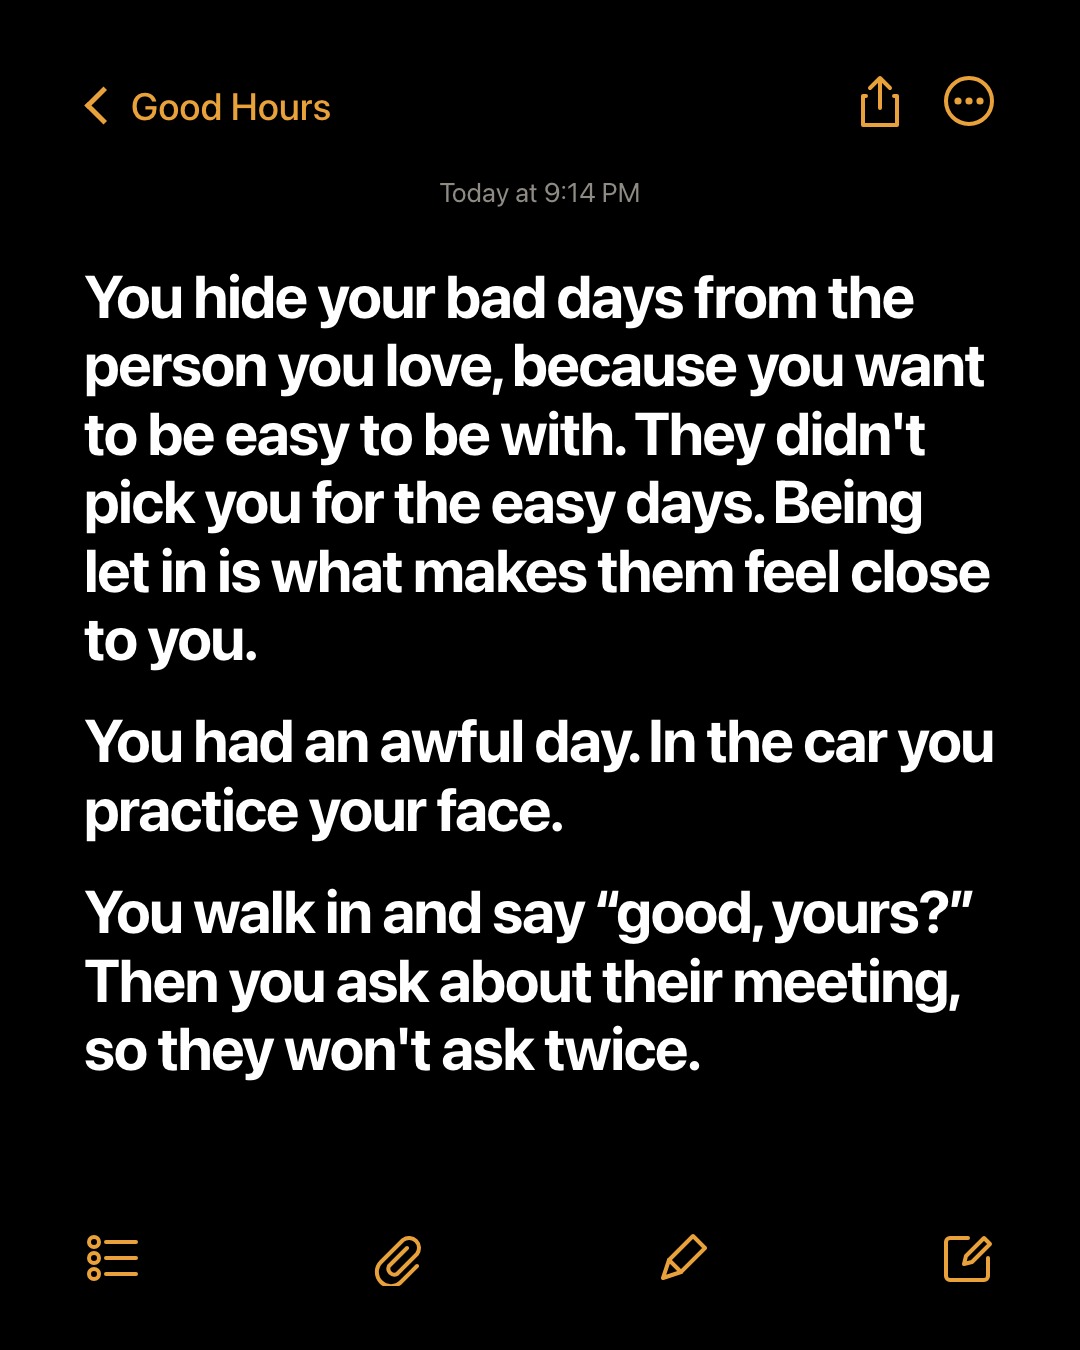 Good Hours
Today at 9:14 PM
You hide your bad days from the
person you love, because you want
to be easy to be with. They didn't
pick you for the easy days. Being
let in is what makes them feel close
to you.
You had an awful day. In the car you
practice your face.
You walk in and say “good, yours?”
Then you ask about their meeting,
so they won't ask twice.